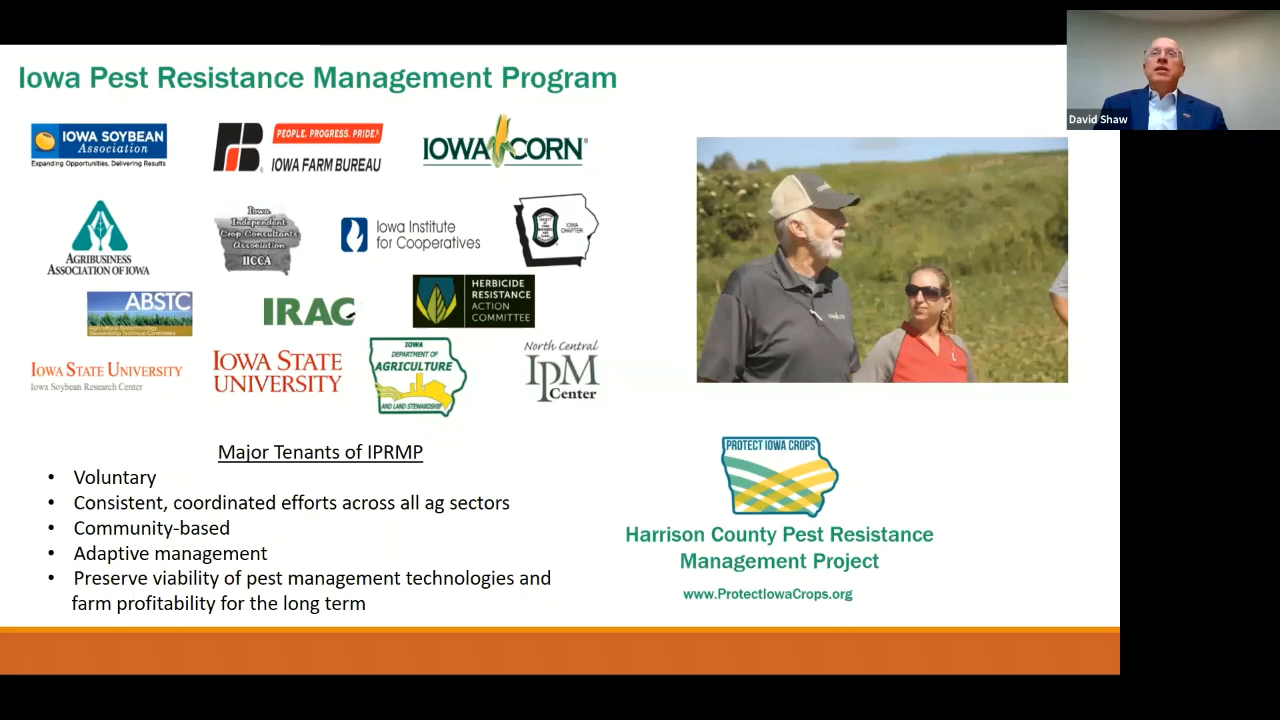 Iowa Pest Resistance Management Program
David Shaw
IOWA SOYBEAN
Association
Expanding Opportunities, Delivering Results
PEOPLE. PROGRESS. PRIDE.®
IOWA FARM BUREAU
IOWA CORN®
AGRIBUSINESS
ASSOCIATION OF IOWA
Iowa
Independent
Crop Consultants
Association
IICCA
Iowa Institute
for Cooperatives
IOWA
CHAPTER
ABSTC
Agricultural Biotechnology
Stewardship Technical Committee
IRAC
HERBICIDE
RESISTANCE
ACTION
COMMITTEE
IOWA STATE UNIVERSITY
Iowa Soybean Research Center
IOWA STATE
UNIVERSITY
IOWA
DEPARTMENT OF
AGRICULTURE
AND LAND STEWARDSHIP
North Central
IPM
Center
Major Tenants of IPRMP
• Voluntary
• Consistent, coordinated efforts across all ag sectors
• Community-based
• Adaptive management
• Preserve viability of pest management technologies and
farm profitability for the long term
PROTECT IOWA CROPS
Harrison County Pest Resistance
Management Project
www.ProtectIowaCrops.org